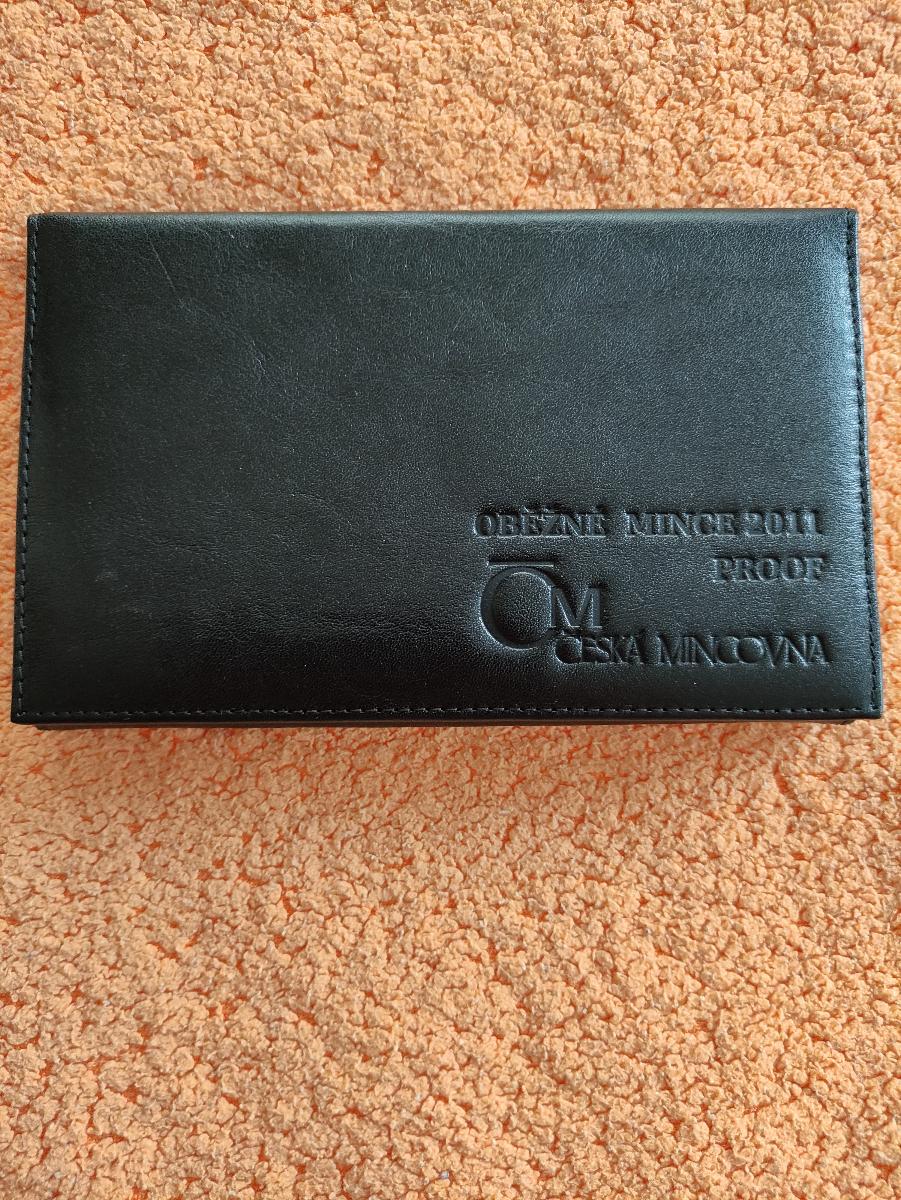 OBĚŽNÉ MINCE 2011
PROOF
ČM
ČESKÁ MINCOVNA